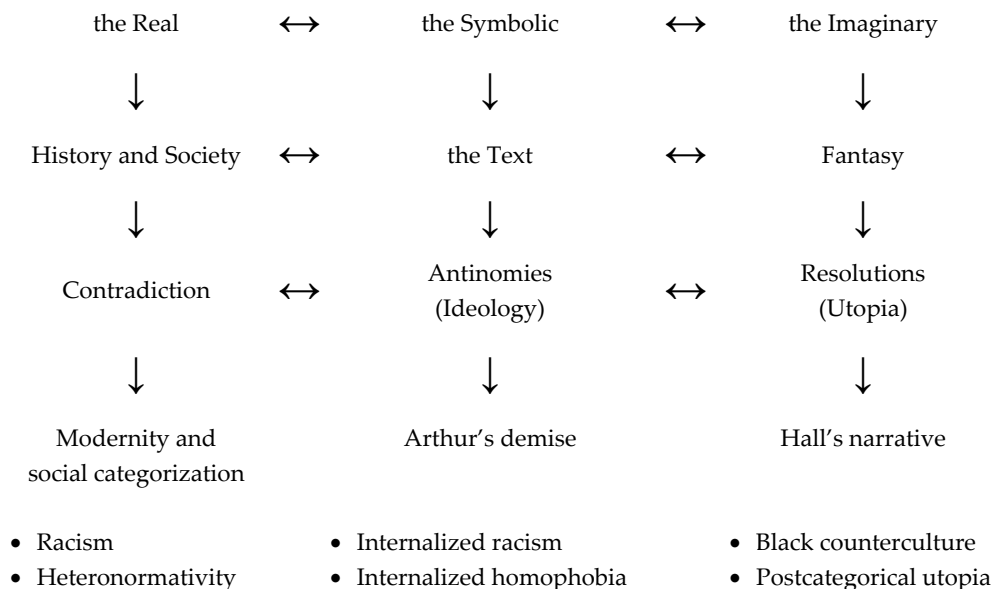 the Real ↔ the Symbolic ↔ the Imaginary
↓ ↓ ↓
History and Society ↔ the Text ↔ Fantasy
↓ ↓ ↓
Contradiction ↔ Antinomies (Ideology) ↔ Resolutions (Utopia)
↓ ↓ ↓
Modernity and social categorization
Arthur’s demise
Hall’s narrative
• Racism
• Heteronormativity
• Internalized racism
• Internalized homophobia
• Black counterculture
• Postcategorical utopia